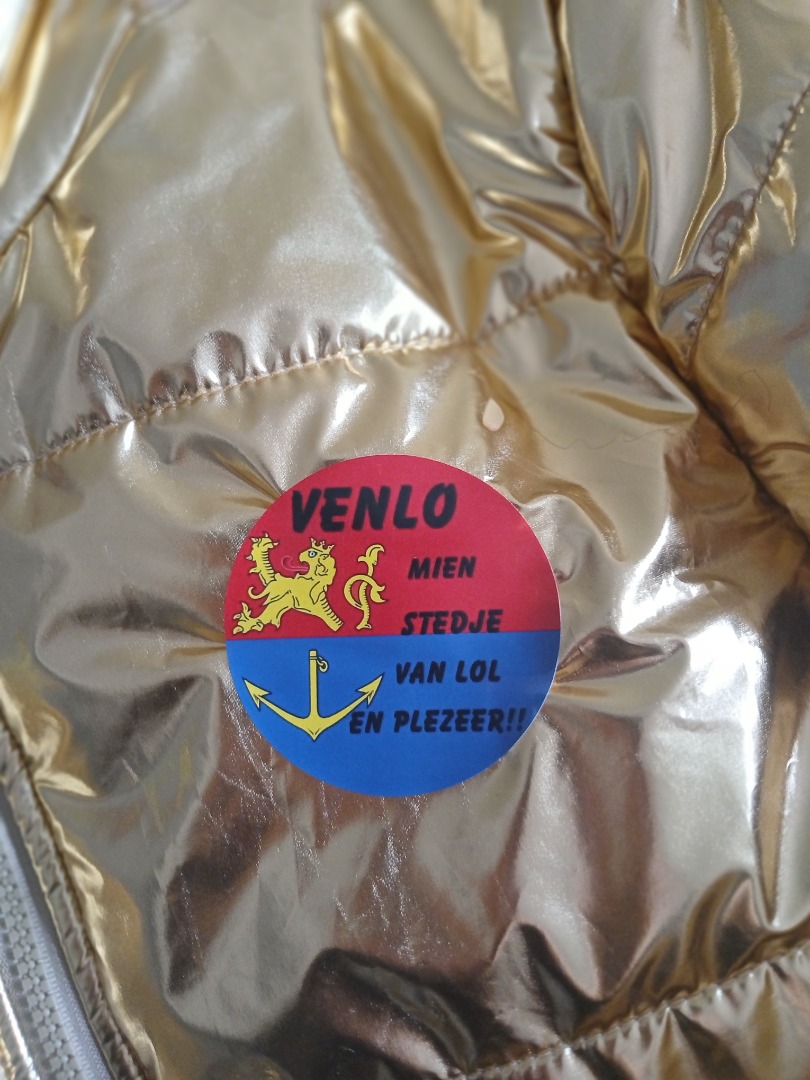 VENLO
MIEN
STEDJE
VAN LOL
EN PLEZEER!!